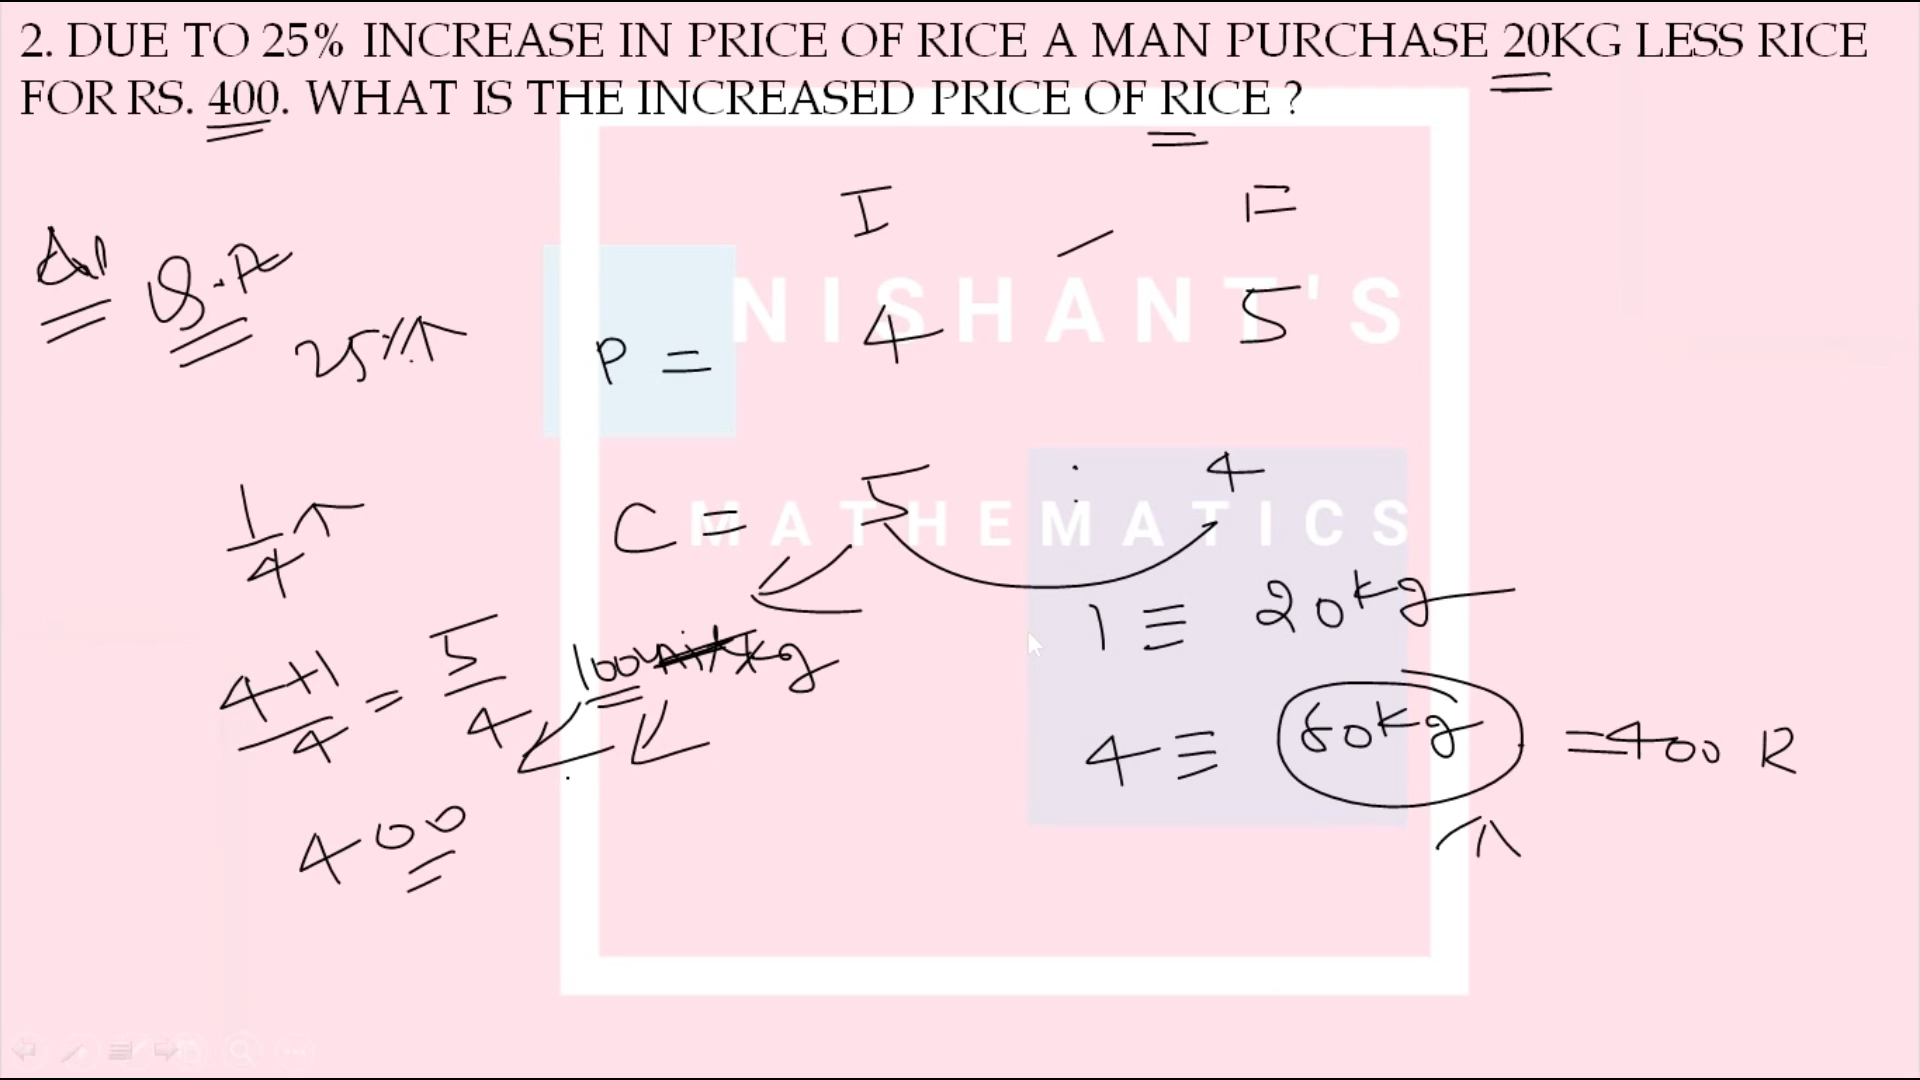 2. DUE TO 25% INCREASE IN PRICE OF RICE A MAN PURCHASE 20KG LESS RICE
FOR RS. 400. WHAT IS THE INCREASED PRICE OF RICE ?
I - F
25%↑
P = 4 5
NISHANT'S
1/4 ↑
C = 5 : 4
MATHEMATICS
1 ≡ 20kg
4+1/4 = 5/4
100 kg
4 ≡ 80kg = 400 R
400